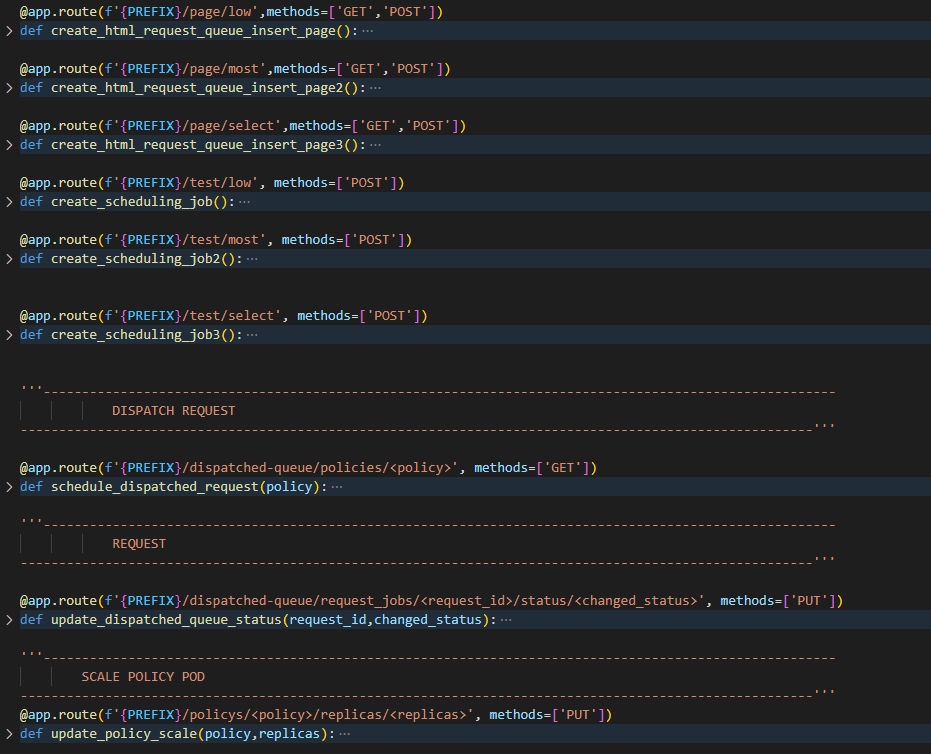 @app.route(f'{PREFIX}/page/low',methods=['GET','POST'])
def create_html_request_queue_insert_page():···
@app.route(f'{PREFIX}/page/most',methods=['GET','POST'])
def create_html_request_queue_insert_page2():···
@app.route(f'{PREFIX}/page/select',methods=['GET','POST'])
def create_html_request_queue_insert_page3():···
@app.route(f'{PREFIX}/test/low', methods=['POST'])
def create_scheduling_job():···
@app.route(f'{PREFIX}/test/most', methods=['POST'])
def create_scheduling_job2():···
@app.route(f'{PREFIX}/test/select', methods=['POST'])
def create_scheduling_job3():···
'''-------------------------------------------------------------------------------------------------------
DISPATCH REQUEST
-------------------------------------------------------------------------------------------------------'''
@app.route(f'{PREFIX}/dispatched-queue/policies/<policy>', methods=['GET'])
def schedule_dispatched_request(policy):···
'''-------------------------------------------------------------------------------------------------------
REQUEST
-------------------------------------------------------------------------------------------------------'''
@app.route(f'{PREFIX}/dispatched-queue/request_jobs/<request_id>/status/<changed_status>', methods=['PUT'])
def update_dispatched_queue_status(request_id,changed_status):···
'''-------------------------------------------------------------------------------------------------------
SCALE POLICY POD
-------------------------------------------------------------------------------------------------------'''
@app.route(f'{PREFIX}/policys/<policy>/replicas/<replicas>', methods=['PUT'])
def update_policy_scale(policy,replicas):···